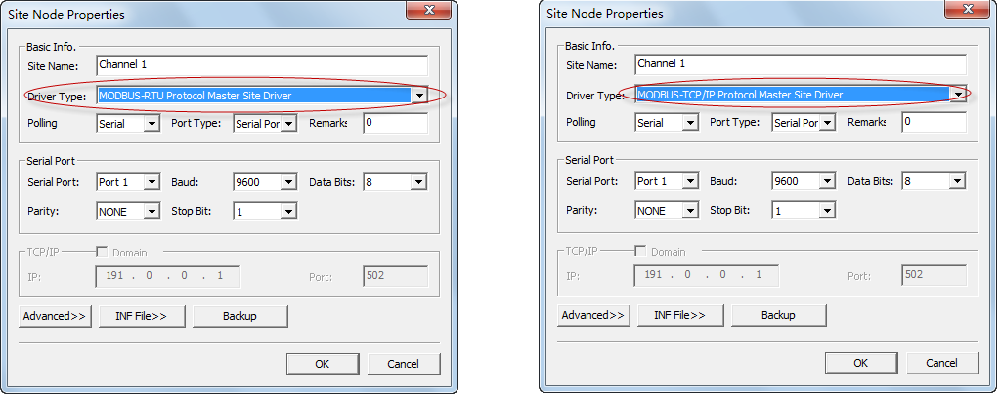 Site Node Properties
Basic Info.
Site Name: Channel 1
Driver Type: MODBUS-RTU Protocol Master Site Driver
Polling Serial Port Type: Serial Por Remarks 0
Serial Port
Serial Port: Port 1 Baud: 9600 Data Bits: 8
Parity: NONE Stop Bit: 1
TCP/IP Domain
IP: 191 . 0 . 0 . 1 Port: 502
Advanced>> INF File>> Backup
OK Cancel
Site Node Properties
Basic Info.
Site Name: Channel 1
Driver Type: MODBUS-TCP/IP Protocol Master Site Driver
Polling Serial Port Type: Serial Por Remarks 0
Serial Port
Serial Port: Port 1 Baud: 9600 Data Bits: 8
Parity: NONE Stop Bit: 1
TCP/IP Domain
IP: 191 . 0 . 0 . 1 Port: 502
Advanced>> INF File>> Backup
OK Cancel